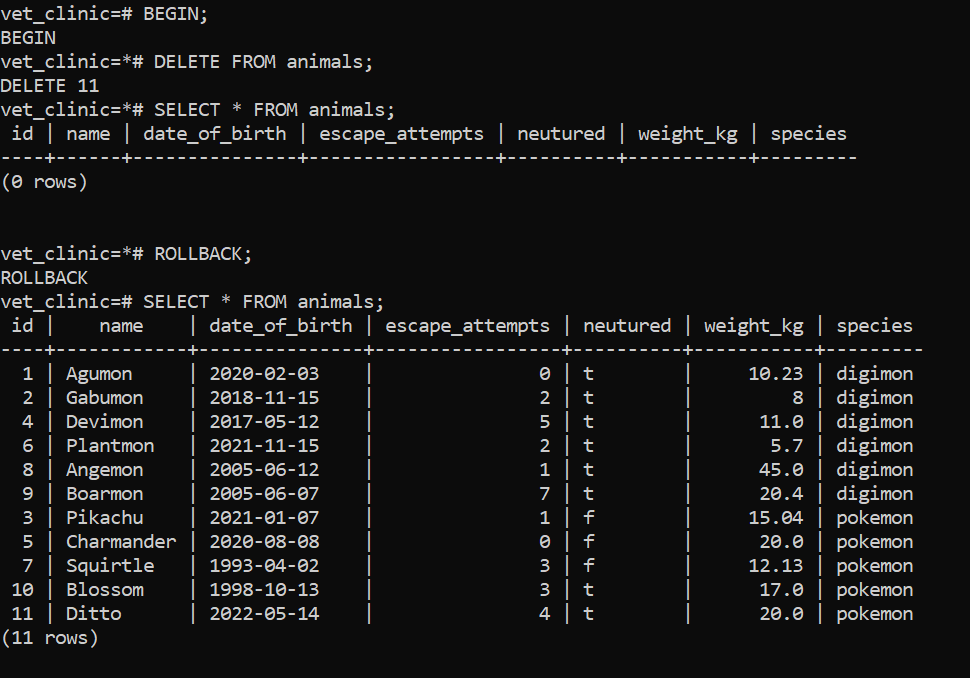 vet_clinic=# BEGIN;
BEGIN
vet_clinic=*# DELETE FROM animals;
DELETE 11
vet_clinic=*# SELECT * FROM animals;
 id | name | date_of_birth | escape_attempts | neutured | weight_kg | species
----+------+---------------+-----------------+----------+-----------+---------
(0 rows)


vet_clinic=*# ROLLBACK;
ROLLBACK
vet_clinic=# SELECT * FROM animals;
 id |    name    | date_of_birth | escape_attempts | neutured | weight_kg | species
----+------------+---------------+-----------------+----------+-----------+---------
  1 | Agumon     | 2020-02-03    |               0 | t        |     10.23 | digimon
  2 | Gabumon    | 2018-11-15    |               2 | t        |         8 | digimon
  4 | Devimon    | 2017-05-12    |               5 | t        |      11.0 | digimon
  6 | Plantmon   | 2021-11-15    |               2 | t        |       5.7 | digimon
  8 | Angemon    | 2005-06-12    |               1 | t        |      45.0 | digimon
  9 | Boarmon    | 2005-06-07    |               7 | t        |      20.4 | digimon
  3 | Pikachu    | 2021-01-07    |               1 | f        |     15.04 | pokemon
  5 | Charmander | 2020-08-08    |               0 | f        |      20.0 | pokemon
  7 | Squirtle   | 1993-04-02    |               3 | f        |     12.13 | pokemon
 10 | Blossom    | 1998-10-13    |               3 | t        |      17.0 | pokemon
 11 | Ditto      | 2022-05-14    |               4 | t        |      20.0 | pokemon
(11 rows)